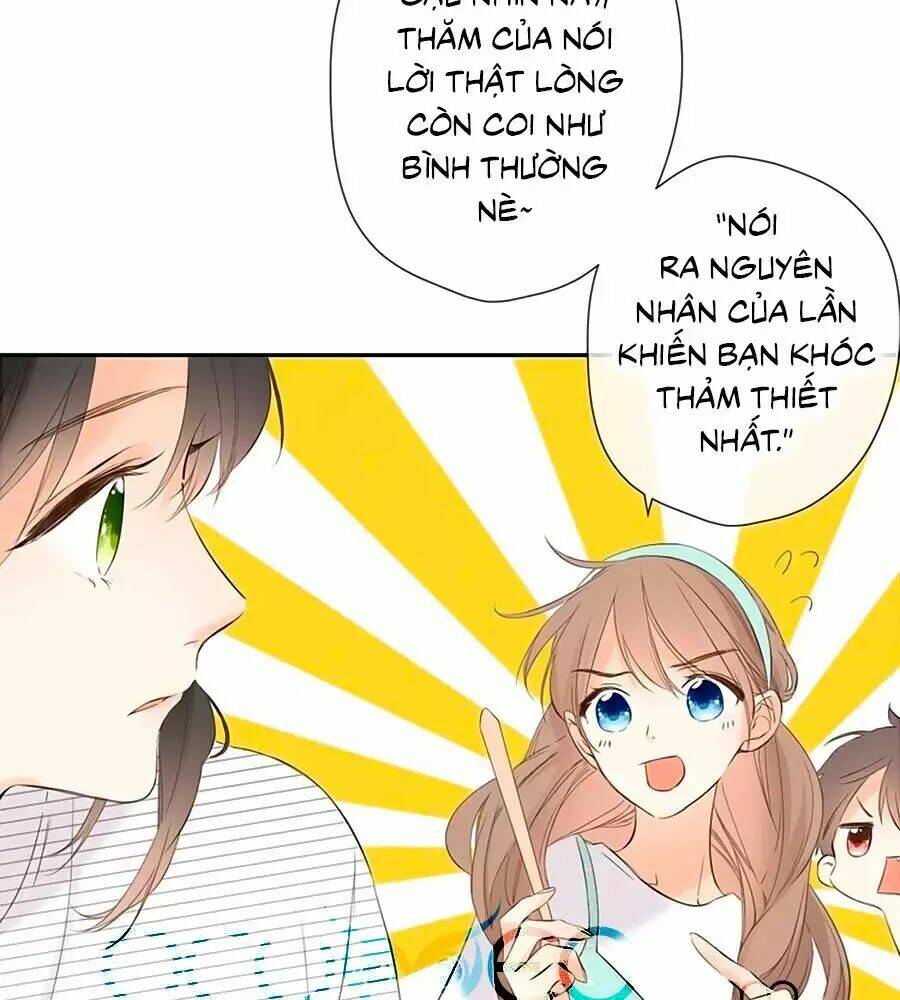 THĂM CỦA NÓI
LỜI THẬT LÒNG
CÒN COI NHƯ
BÌNH THƯỜNG
NÈ~
"NÓI
RA NGUYÊN
NHÂN CỦA LẦN
KHIẾN BẠN KHÓC
THẢM THIẾT
NHẤT."